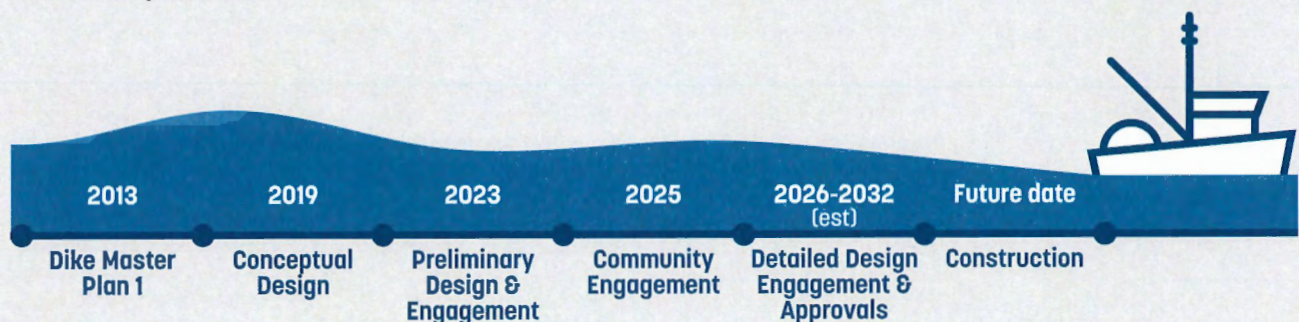 2013
2019
2023
2025
2026-2032
(est)
Future date
Dike Master
Plan 1
Conceptual
Design
Preliminary
Design &
Engagement
Community
Engagement
Detailed Design
Engagement &
Approvals
Construction